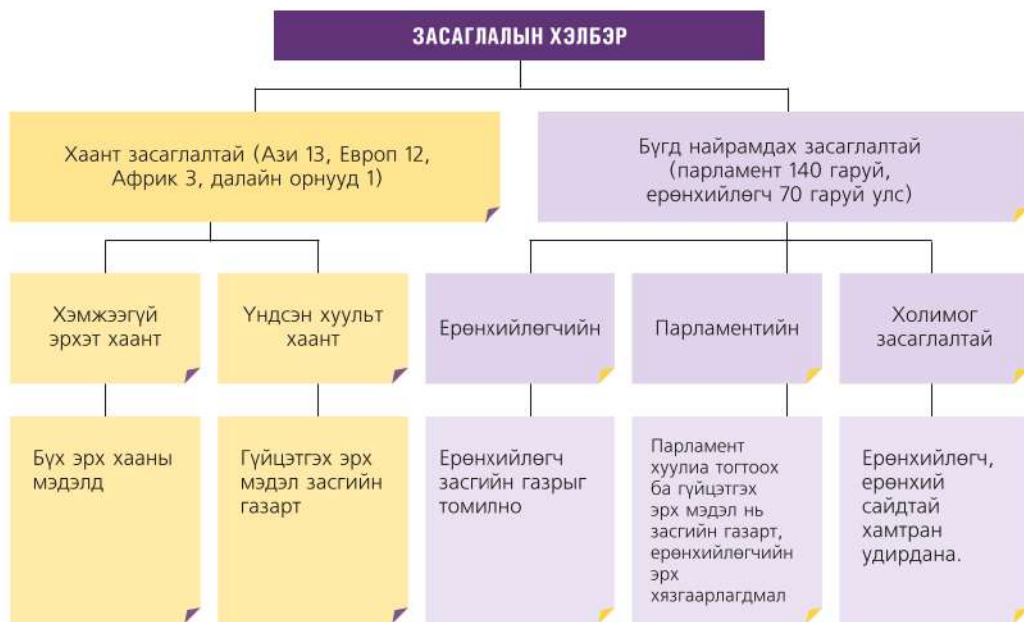 ЗАСАГЛАЛЫН ХЭЛБЭР
Хаант засаглалтай (Ази 13, Европ 12,
Африк 3, далайн орнууд 1)
Бүгд найрамдах засаглалтай
(парламент 140 гаруй,
ерөнхийлөгч 70 гаруй улс)
Хэмжээгүй
эрхэт хаант
Үндсэн хуульт
хаант
Ерөнхийлөгчийн
Парламентийн
Холимог
засаглалтай
Бүх эрх хааны
мэдэлд
Гүйцэтгэх эрх
мэдэл засгийн
газарт
Ерөнхийлөгч
засгийн газрыг
томилно
Парламент
хуулиа тогтоох
ба гүйцэтгэх
эрх мэдэл нь
засгийн газарт,
ерөнхийлөгчийн
эрх
хязгаарлагдмал
Ерөнхийлөгч,
ерөнхий
сайдтай
хамтран
удирдана.